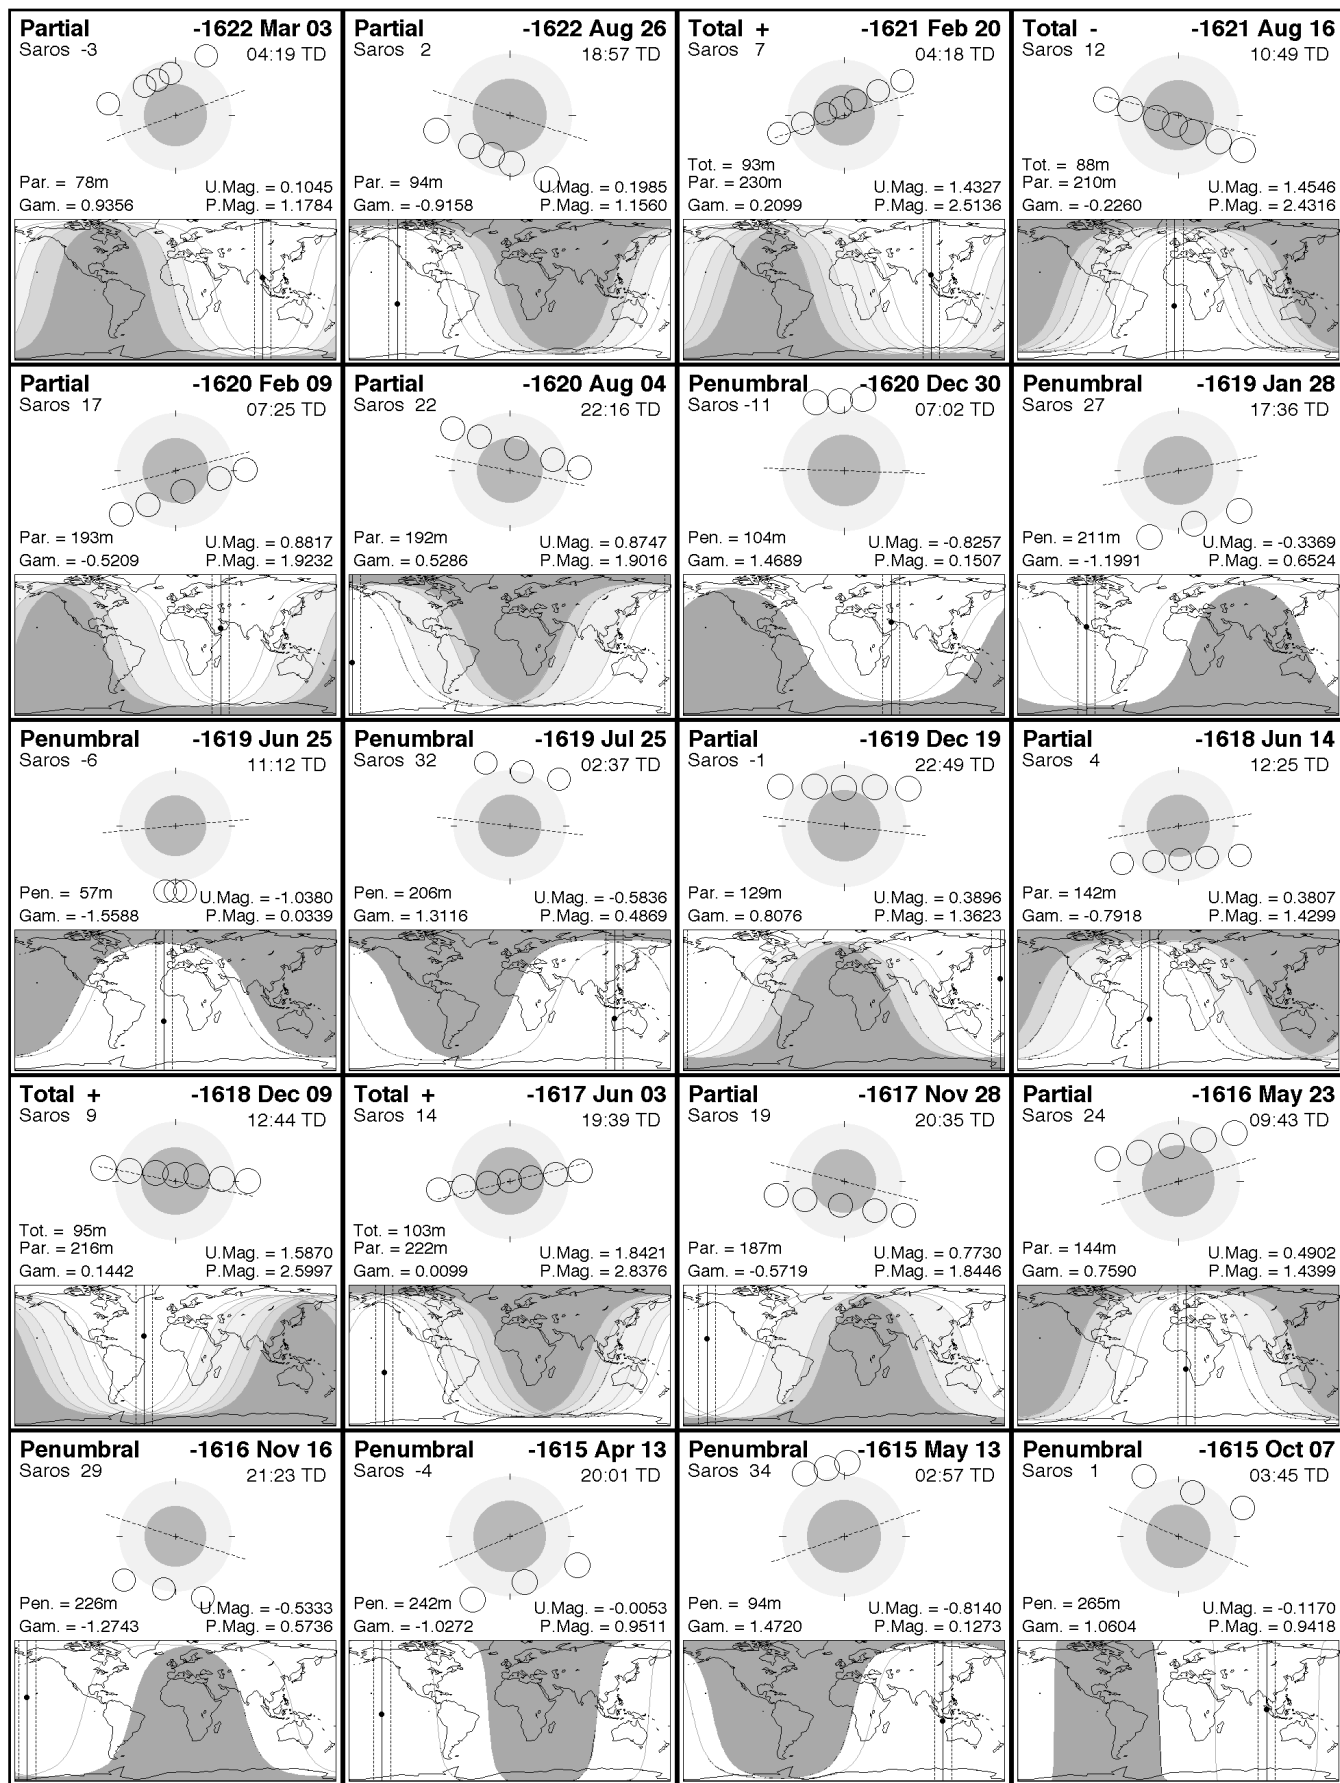 Partial -1622 Mar 03
Saros -3 04:19 TD
Par. = 78m U.Mag. = 0.1045
Gam. = 0.9356 P.Mag. = 1.1784
Partial -1622 Aug 26
Saros 2 18:57 TD
Par. = 94m U.Mag. = 0.1985
Gam. = -0.9158 P.Mag. = 1.1560
Total + -1621 Feb 20
Saros 7 04:18 TD
Tot. = 93m
Par. = 230m U.Mag. = 1.4327
Gam. = 0.2099 P.Mag. = 2.5136
Total - -1621 Aug 16
Saros 12 10:49 TD
Tot. = 88m
Par. = 210m U.Mag. = 1.4546
Gam. = -0.2260 P.Mag. = 2.4316
Partial -1620 Feb 09
Saros 17 07:25 TD
Par. = 193m U.Mag. = 0.8817
Gam. = -0.5209 P.Mag. = 1.9232
Partial -1620 Aug 04
Saros 22 22:16 TD
Par. = 192m U.Mag. = 0.8747
Gam. = 0.5286 P.Mag. = 1.9016
Penumbral -1620 Dec 30
Saros -11 07:02 TD
Pen. = 104m U.Mag. = -0.8257
Gam. = 1.4689 P.Mag. = 0.1507
Penumbral -1619 Jan 28
Saros 27 17:36 TD
Pen. = 211m U.Mag. = -0.3369
Gam. = -1.1991 P.Mag. = 0.6524
Penumbral -1619 Jun 25
Saros -6 11:12 TD
Pen. = 57m U.Mag. = -1.0380
Gam. = -1.5588 P.Mag. = 0.0339
Penumbral -1619 Jul 25
Saros 32 02:37 TD
Pen. = 206m U.Mag. = -0.5836
Gam. = 1.3116 P.Mag. = 0.4869
Partial -1619 Dec 19
Saros -1 22:49 TD
Par. = 129m U.Mag. = 0.3896
Gam. = 0.8076 P.Mag. = 1.3623
Partial -1618 Jun 14
Saros 4 12:25 TD
Par. = 142m U.Mag. = 0.3807
Gam. = -0.7918 P.Mag. = 1.4299
Total + -1618 Dec 09
Saros 9 12:44 TD
Tot. = 95m
Par. = 216m U.Mag. = 1.5870
Gam. = 0.1442 P.Mag. = 2.5997
Total + -1617 Jun 03
Saros 14 19:39 TD
Tot. = 103m
Par. = 222m U.Mag. = 1.8421
Gam. = 0.0099 P.Mag. = 2.8376
Partial -1617 Nov 28
Saros 19 20:35 TD
Par. = 187m U.Mag. = 0.7730
Gam. = -0.5719 P.Mag. = 1.8446
Partial -1616 May 23
Saros 24 09:43 TD
Par. = 144m U.Mag. = 0.4902
Gam. = 0.7590 P.Mag. = 1.4399
Penumbral -1616 Nov 16
Saros 29 21:23 TD
Pen. = 226m U.Mag. = -0.5333
Gam. = -1.2743 P.Mag. = 0.5736
Penumbral -1615 Apr 13
Saros -4 20:01 TD
Pen. = 242m U.Mag. = -0.0053
Gam. = -1.0272 P.Mag. = 0.9511
Penumbral -1615 May 13
Saros 34 02:57 TD
Pen. = 94m U.Mag. = -0.8140
Gam. = 1.4720 P.Mag. = 0.1273
Penumbral -1615 Oct 07
Saros 1 03:45 TD
Pen. = 265m U.Mag. = -0.1170
Gam. = 1.0604 P.Mag. = 0.9418